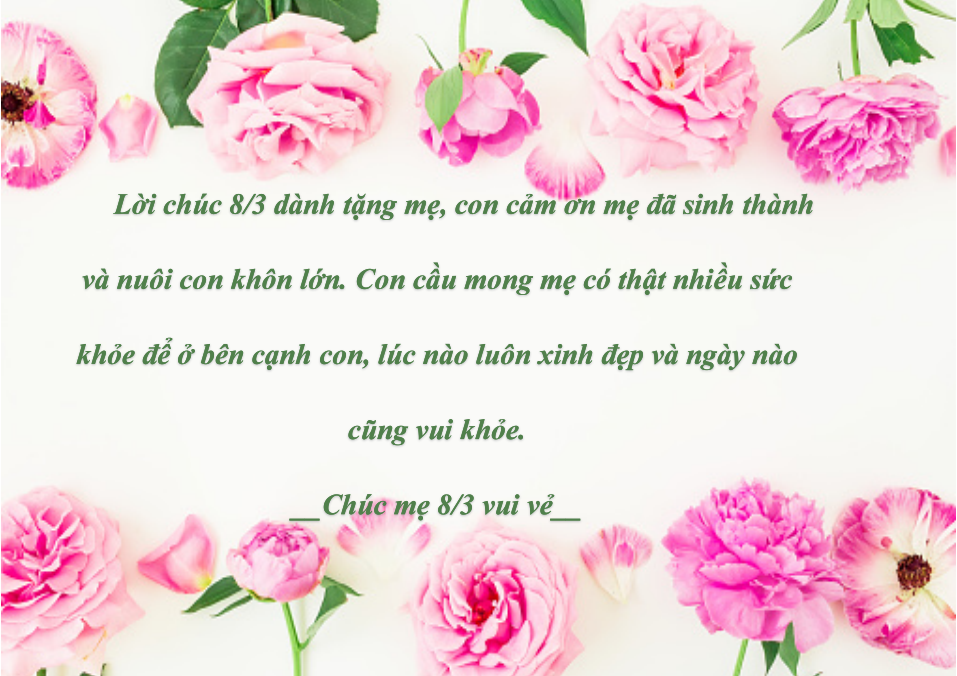 Lời chúc 8/3 dành tặng mẹ, con cảm ơn mẹ đã sinh thành
và nuôi con khôn lớn. Con cầu mong mẹ có thật nhiều sức
khỏe để ở bên cạnh con, lúc nào luôn xinh đẹp và ngày nào
cũng vui khỏe.
__Chúc mẹ 8/3 vui vẻ__